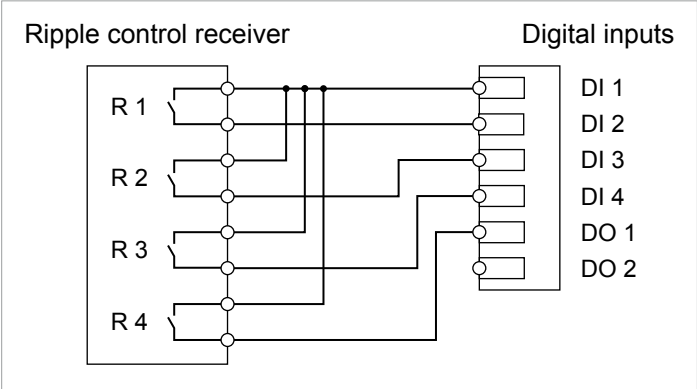 Ripple control receiver
Digital inputs
R 1
R 2
R 3
R 4
DI 1
DI 2
DI 3
DI 4
DO 1
DO 2